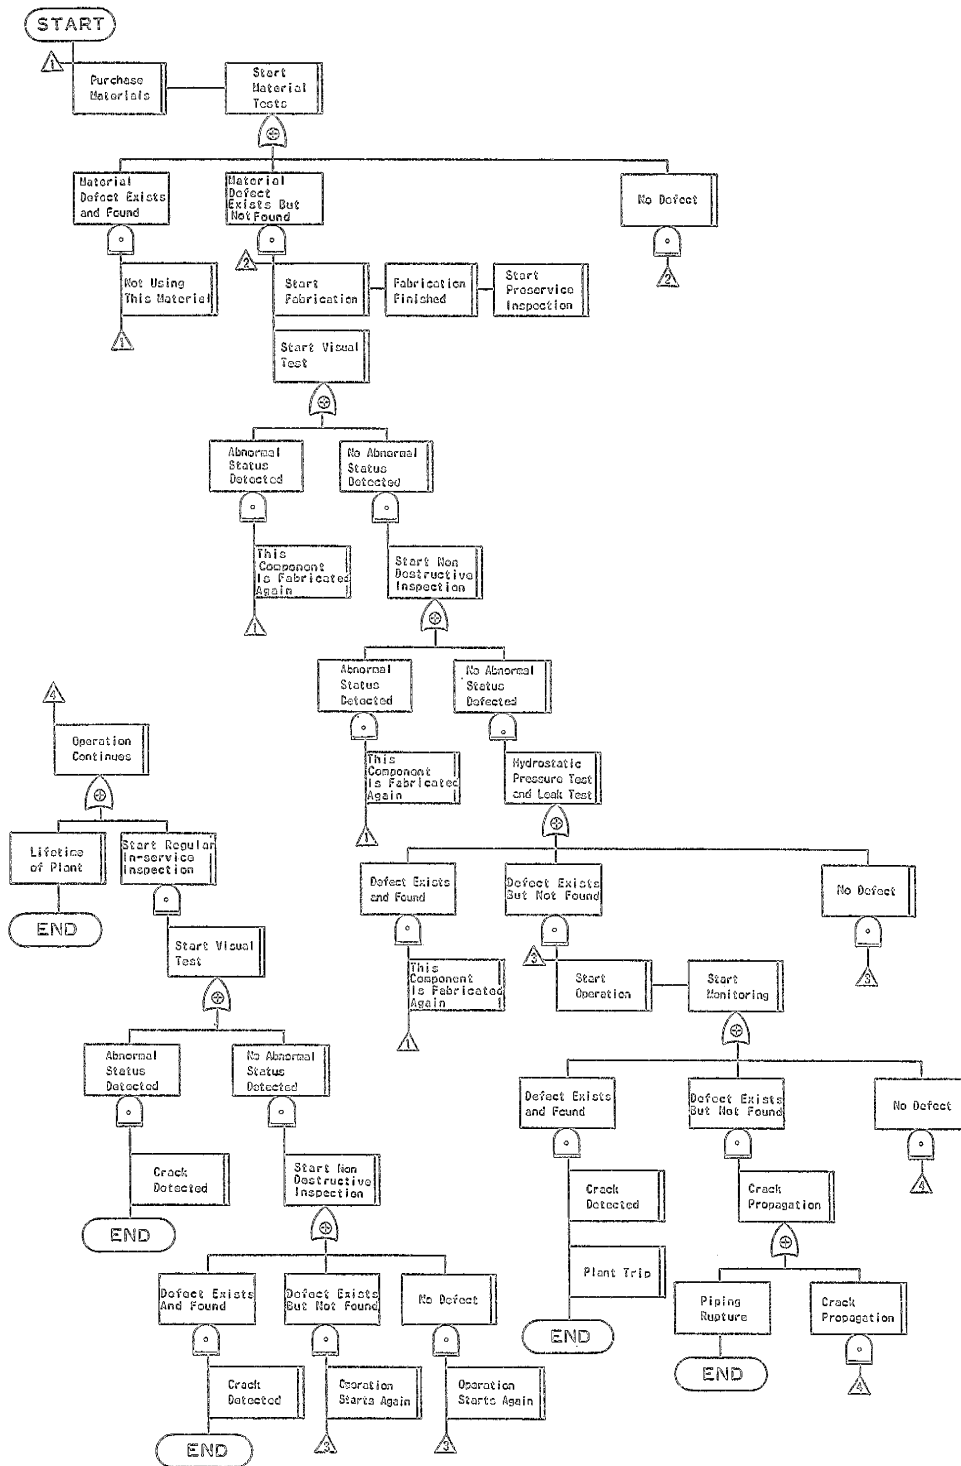 START
1
Purchase
Materials
Start
Material
Tests
Material
Defect Exists
and Found
Material
Defect
Exists But
Not Found
No Defect
2
Not Using
This Material
Start
Fabrication
Fabrication
Finished
Start
Preservice
Inspection
2
1
Start Visual
Test
Abnormal
Status
Detected
No Abnormal
Status
Detected
This
Component
Is Fabricated
Again
Start Non
Destructive
Inspection
1
Abnormal
Status
Detected
No Abnormal
Status
Defected
This
Component
Is Fabricated
Again
Hydrostatic
Pressure Test
and Leak Test
1
Defect Exists
and Found
Defect Exists
But Not Found
No Defect
This
Component
Is Fabricated
Again
3
Start
Operation
Start
Monitoring
3
1
Defect Exists
and Found
Defect Exists
But Not Found
No Defect
Crack
Detected
Crack
Propagation
4
Plant Trip
END
Piping
Rupture
Crack
Propagation
END
4
4
Operation
Continues
Lifetime
of Plant
Start Regular
In-service
Inspection
END
Start Visual
Test
Abnormal
Status
Detected
No Abnormal
Status
Detected
Crack
Detected
Start Non
Destructive
Inspection
END
Defect Exists
And Found
Defect Exists
But Not Found
No Defect
Crack
Detected
Operation
Starts Again
Operation
Starts Again
END
3
3